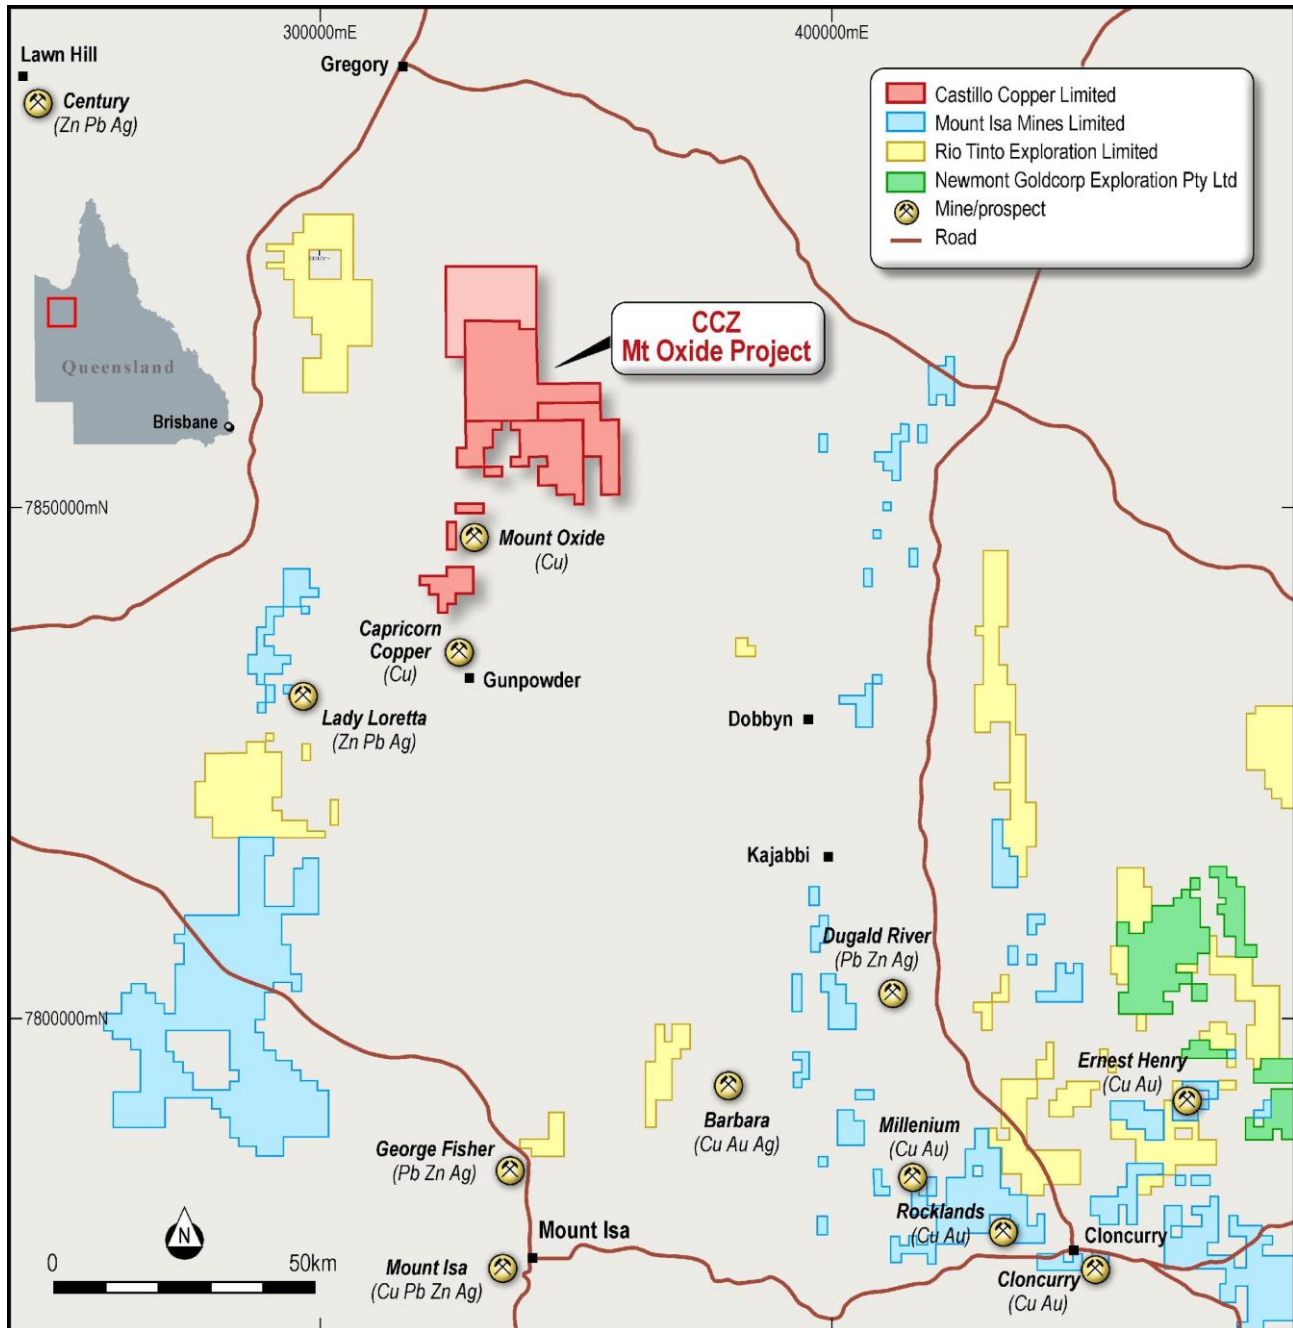 300000mE
400000mE
Lawn Hill
Century
(Zn Pb Ag)
Gregory
Castillo Copper Limited
Mount Isa Mines Limited
Rio Tinto Exploration Limited
Newmont Goldcorp Exploration Pty Ltd
Mine/prospect
Road
CCZ
Mt Oxide Project
Queensland
Brisbane
7850000mN
Mount Oxide
(Cu)
Capricorn
Copper
(Cu)
Gunpowder
Lady Loretta
(Zn Pb Ag)
Dobbyn
Kajabbi
Dugald River
(Pb Zn Ag)
7800000mN
Ernest Henry
(Cu Au)
Barbara
(Cu Au Ag)
Millenium
(Cu Au)
George Fisher
(Pb Zn Ag)
Rocklands
(Cu Au)
N
Mount Isa
Cloncurry
0
50km
Mount Isa
(Cu Pb Zn Ag)
Cloncurry
(Cu Au)